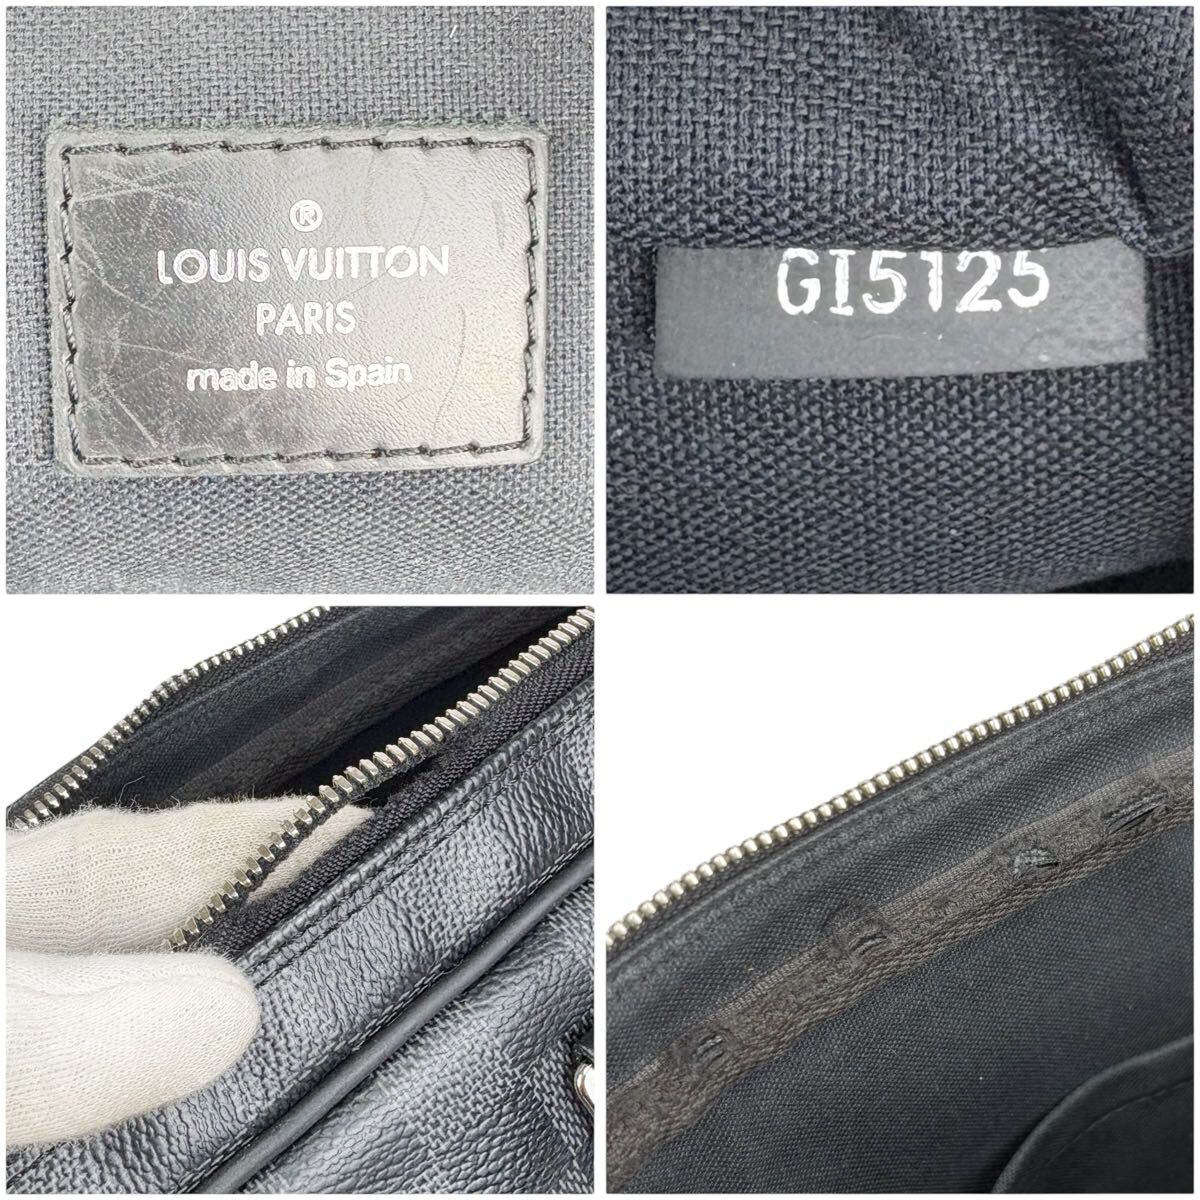 ®
LOUIS VUITTON
PARIS
made in Spain
GI5125